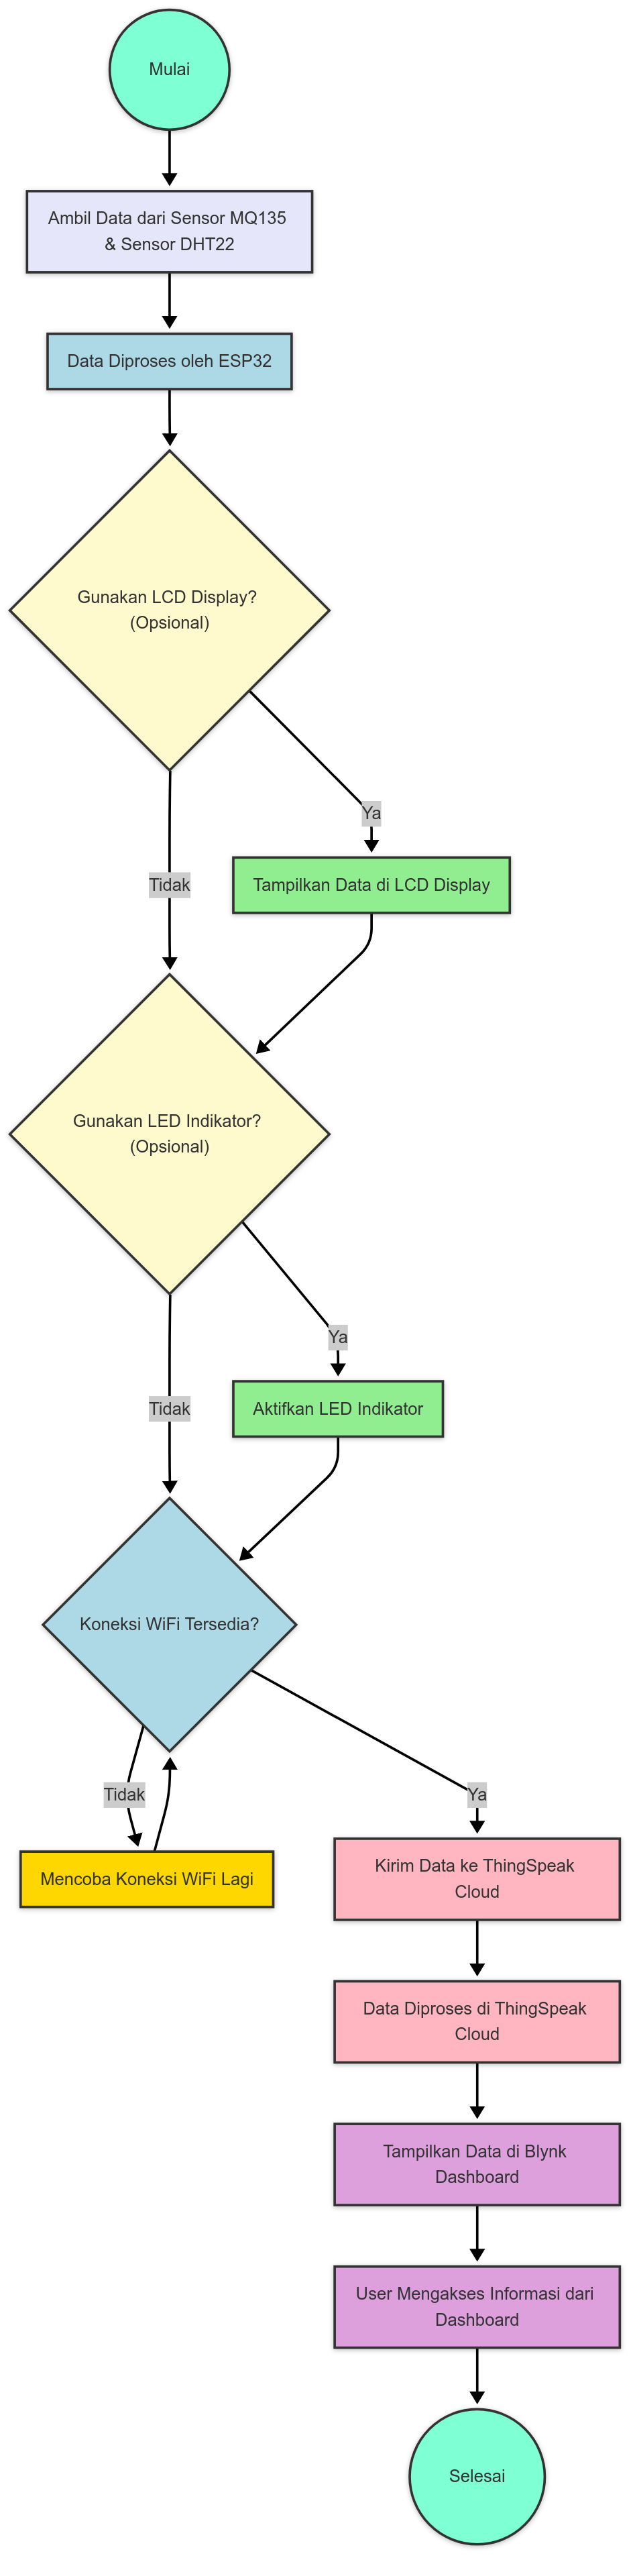 Mulai
Ambil Data dari Sensor MQ135
& Sensor DHT22
Data Diproses oleh ESP32
Gunakan LCD Display?
(Opsional)
Ya
Tidak
Tampilkan Data di LCD Display
Gunakan LED Indikator?
(Opsional)
Ya
Tidak
Aktifkan LED Indikator
Koneksi WiFi Tersedia?
Tidak
Ya
Mencoba Koneksi WiFi Lagi
Kirim Data ke ThingSpeak
Cloud
Data Diproses di ThingSpeak
Cloud
Tampilkan Data di Blynk
Dashboard
User Mengakses Informasi dari
Dashboard
Selesai